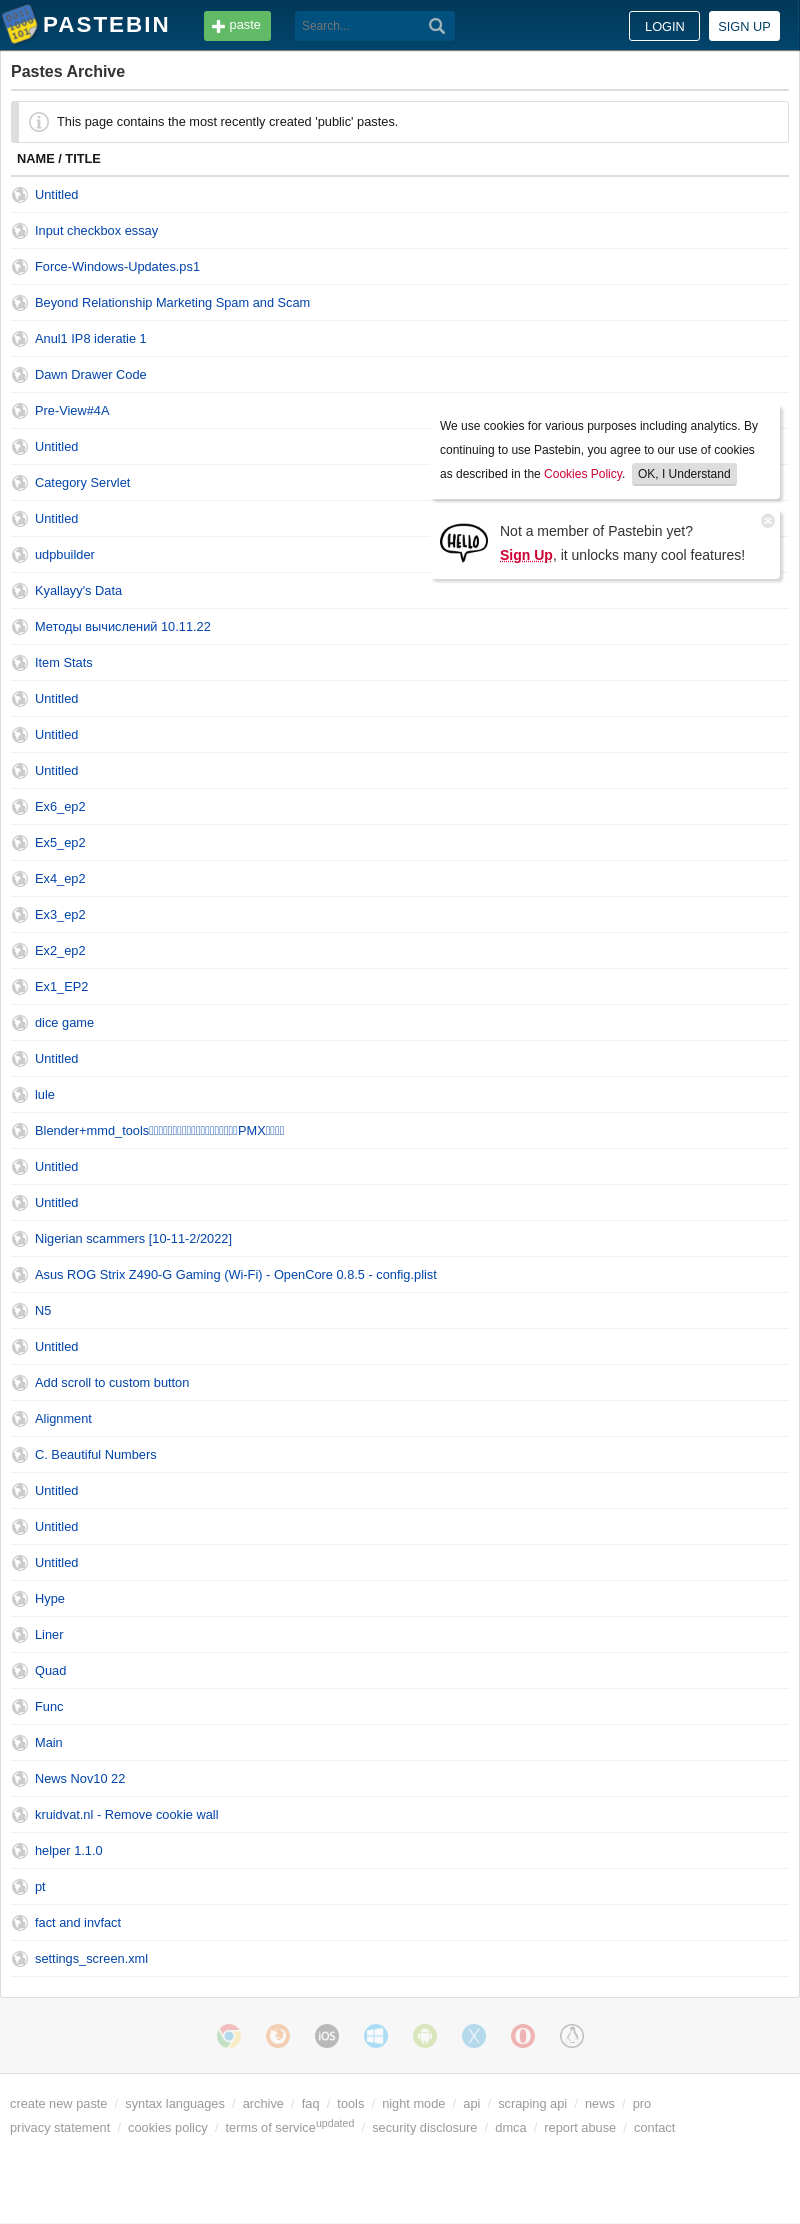 PASTEBIN
paste
Search...
LOGIN
SIGN UP
Pastes Archive
This page contains the most recently created 'public' pastes.
NAME / TITLE
Untitled
Input checkbox essay
Force-Windows-Updates.ps1
Beyond Relationship Marketing Spam and Scam
Anul1 IP8 ideratie 1
Dawn Drawer Code
Pre-View#4A
Untitled
Category Servlet
Untitled
udpbuilder
Kyallayy's Data
We use cookies for various purposes including analytics. By
continuing to use Pastebin, you agree to our use of cookies
as described in the Cookies Policy. OK, I Understand
HELLO
Not a member of Pastebin yet?
Sign Up, it unlocks many cool features!
Методы вычислений 10.11.22
Item Stats
Untitled
Untitled
Untitled
Ex6_ep2
Ex5_ep2
Ex4_ep2
Ex3_ep2
Ex2_ep2
Ex1_EP2
dice game
Untitled
lule
Blender+mmd_tools PMX
Untitled
Untitled
Nigerian scammers [10-11-2/2022]
Asus ROG Strix Z490-G Gaming (Wi-Fi) - OpenCore 0.8.5 - config.plist
N5
Untitled
Add scroll to custom button
Alignment
C. Beautiful Numbers
Untitled
Untitled
Untitled
Hype
Liner
Quad
Func
Main
News Nov10 22
kruidvat.nl - Remove cookie wall
helper 1.1.0
pt
fact and invfact
settings_screen.xml
iOS
create new paste / syntax languages / archive / faq / tools / night mode / api / scraping api / news / pro
privacy statement / cookies policy / terms of service updated / security disclosure / dmca / report abuse / contact